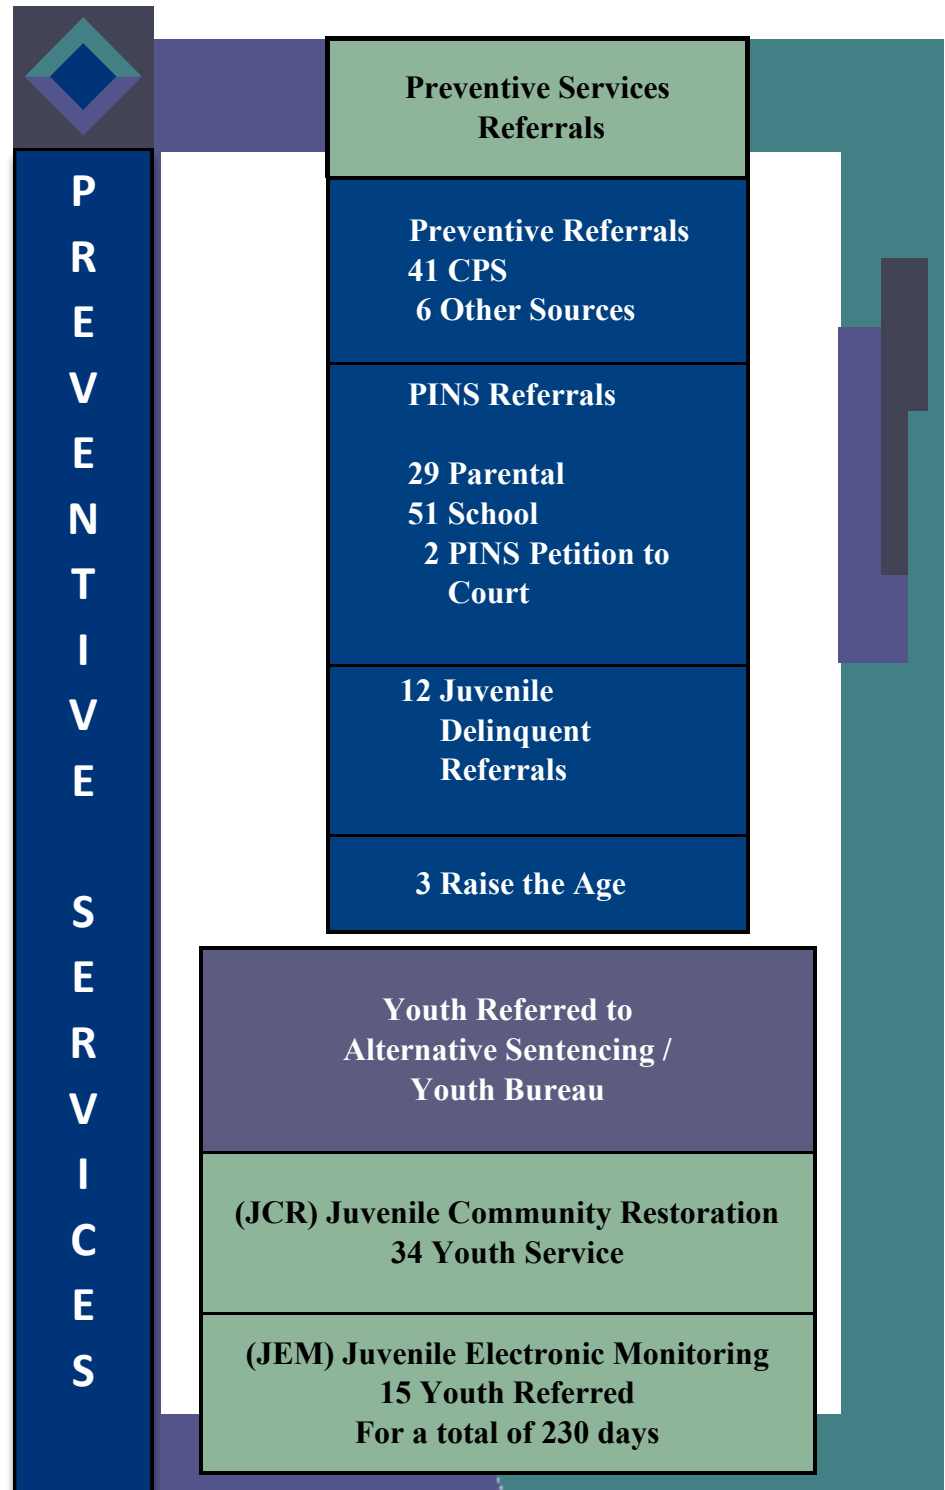 PREVENTIVE SERVICES
Preventive Services
Referrals
Preventive Referrals
41 CPS
6 Other Sources
PINS Referrals
29 Parental
51 School
2 PINS Petition to
Court
12 Juvenile
Delinquent
Referrals
3 Raise the Age
Youth Referred to
Alternative Sentencing /
Youth Bureau
(JCR) Juvenile Community Restoration
34 Youth Service
(JEM) Juvenile Electronic Monitoring
15 Youth Referred
For a total of 230 days